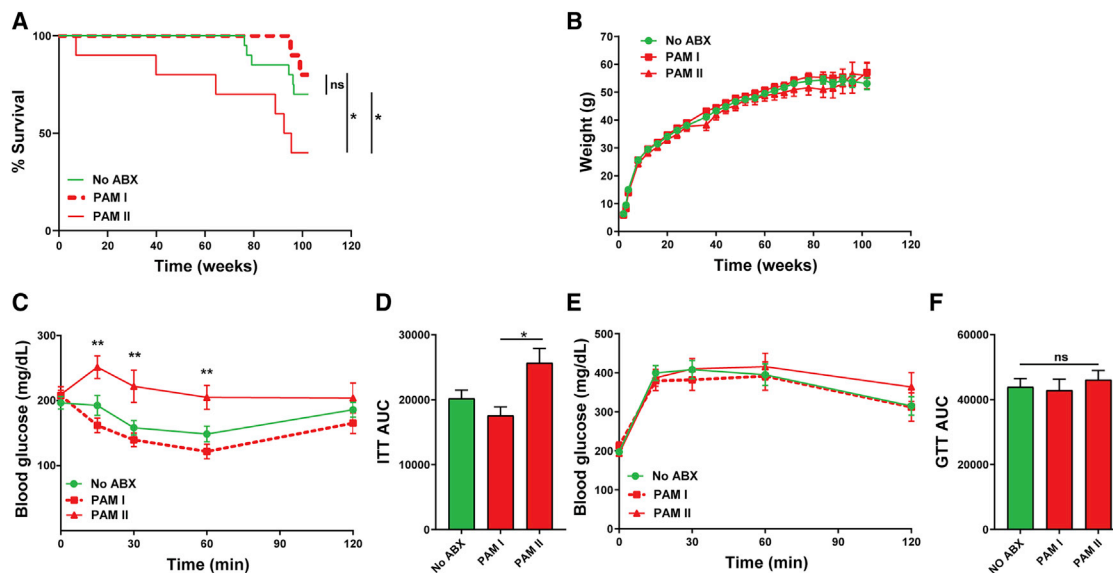 A
% Survival
100
50
0
0 20 40 60 80 100 120
Time (weeks)
No ABX
PAM I
PAM II
ns
*
*
B
Weight (g)
70
60
50
40
30
20
10
0
0 20 40 60 80 100 120
Time (weeks)
No ABX
PAM I
PAM II
C
Blood glucose (mg/dL)
300
200
100
0 30 60 90 120
Time (min)
** ** **
No ABX
PAM I
PAM II
D
ITT AUC
30000
20000
10000
0
*
No ABX
PAM I
PAM II
E
Blood glucose (mg/dL)
500
400
300
200
100
0
0 30 60 90 120
Time (min)
No ABX
PAM I
PAM II
F
GTT AUC
60000
40000
20000
0
ns
No ABX
PAM I
PAM II